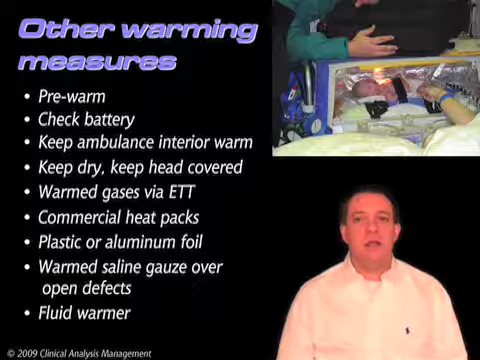 Other warming
measures
• Pre-warm
• Check battery
• Keep ambulance interior warm
• Keep dry, keep head covered
• Warmed gases via ETT
• Commercial heat packs
• Plastic or aluminum foil
• Warmed saline gauze over
open defects
• Fluid warmer
© 2009 Clinical Analysis Management